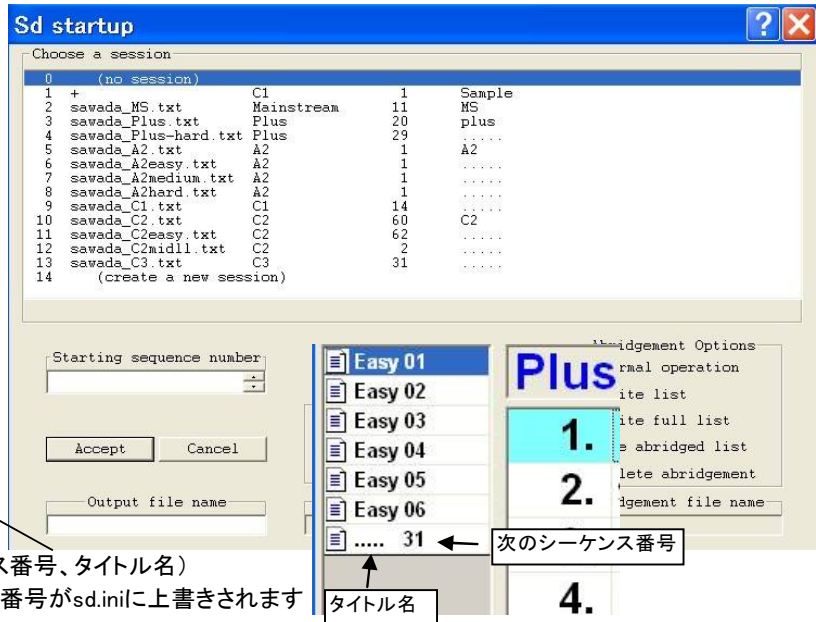 Sd startup
Choose a session
0 (no session)
1 + C1 1 Sample
2 sawada_MS.txt Mainstream 11 MS
3 sawada_Plus.txt Plus 20 plus
4 sawada_Plus-hard.txt Plus 29 .....
5 sawada_A2.txt A2 1 A2
6 sawada_A2easy.txt A2 1 .....
7 sawada_A2medium.txt A2 1 .....
8 sawada_A2hard.txt A2 1 .....
9 sawada_C1.txt C1 14 .....
10 sawada_C2.txt C2 60 C2
11 sawada_C2easy.txt C2 62 .....
12 sawada_C2midll.txt C2 2 .....
13 sawada_C3.txt C3 31 .....
14 (create a new session)
Starting sequence number
Accept Cancel
Output file name
Easy 01
Easy 02
Easy 03
Easy 04
Easy 05
Easy 06
..... 31
Plus
1.
2.
4.
idgement Options
rmal operation
ite list
ite full list
e abridged list
lete abridgement
dgement file name
次のシーケンス番号
タイトル名
ス番号、タイトル名）
番号がsd.iniに上書きされます